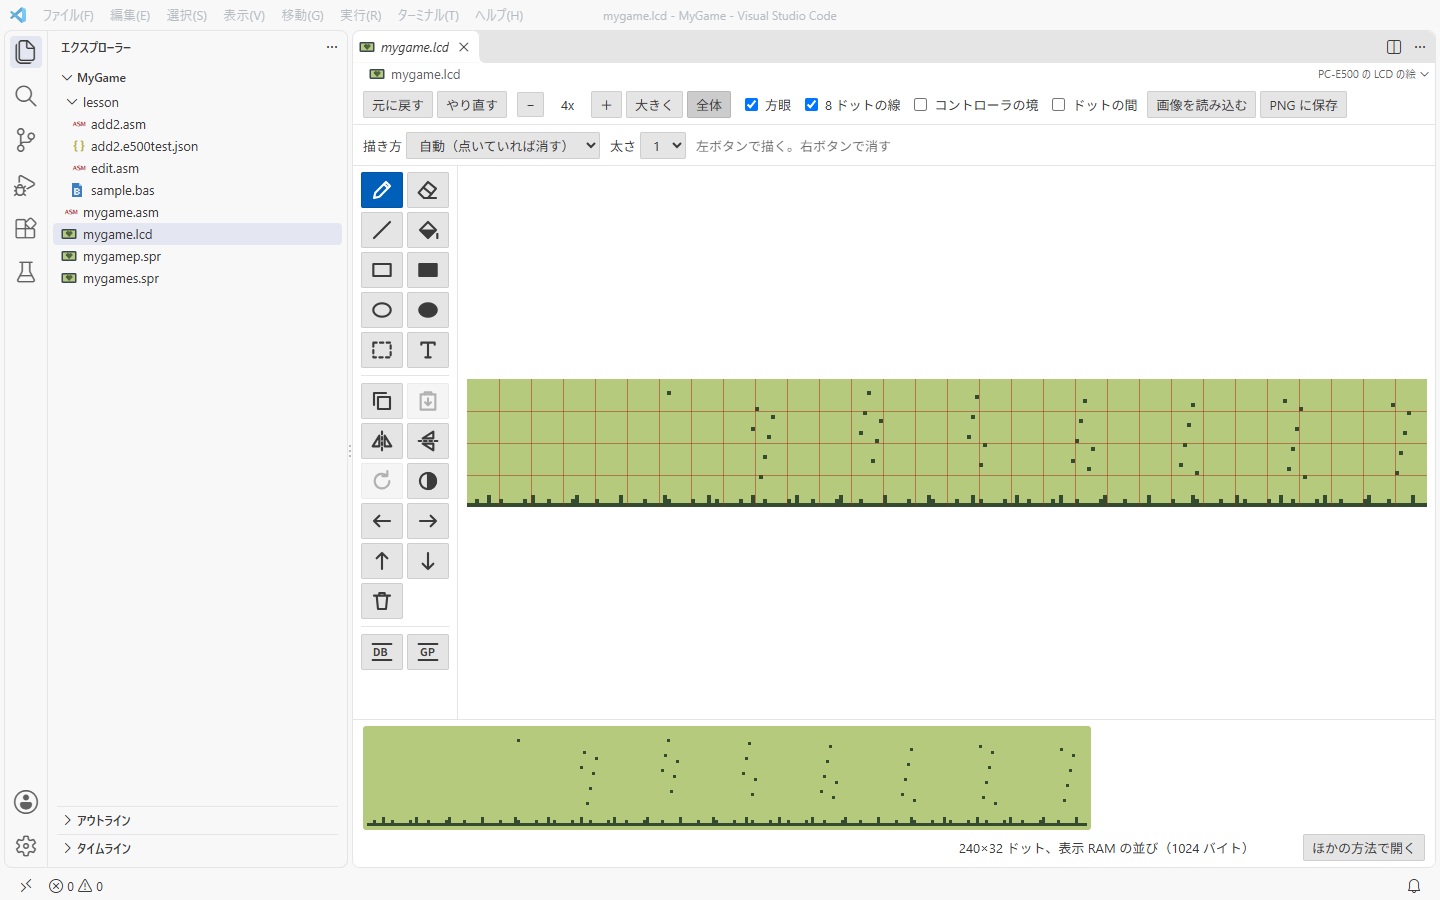 ファイル(F) 編集(E) 選択(S) 表示(V) 移動(G) 実行(R) ターミナル(T) ヘルプ(H) mygame.lcd - MyGame - Visual Studio Code
エクスプローラー
MyGame
lesson
ASM add2.asm
{} add2.e500test.json
ASM edit.asm
B sample.bas
ASM mygame.asm
mygame.lcd
mygamep.spr
mygames.spr
アウトライン
タイムライン
mygame.lcd
mygame.lcd
PC-E500 の LCD の絵
元に戻す やり直す − 4x ＋ 大きく 全体 方眼 8 ドットの線 コントローラの境 ドットの間 画像を読み込む PNG に保存
描き方 自動（点いていれば消す） 太さ 1 左ボタンで描く。右ボタンで消す
T
DB GP
240×32 ドット、表示 RAM の並び（1024 バイト）
ほかの方法で開く
0 0